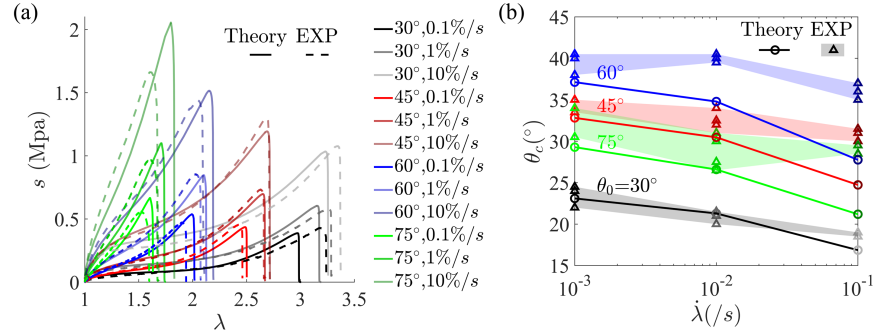 (a)
s (Mpa)
2
1.5
1
0.5
0
1
1.5
2
2.5
3
3.5
λ
Theory EXP
30°,0.1%/s
30°,1%/s
30°,10%/s
45°,0.1%/s
45°,1%/s
45°,10%/s
60°,0.1%/s
60°,1%/s
60°,10%/s
75°,0.1%/s
75°,1%/s
75°,10%/s
(b)
θc(°)
45
40
35
30
25
20
15
Theory EXP
60°
45°
75°
θ0=30°
10-3
10-2
10-1
λ̇(/s)